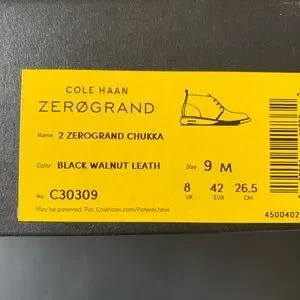 COLE HAAN
ZERØGRAND
Name 2 ZEROGRAND CHUKKA
Color BLACK WALNUT LEATH
Size 9 M
8 42 26.5
UK EUR CM
No. C30309
May be patented. Pat. Colehaan.com/Patents.html
4500402